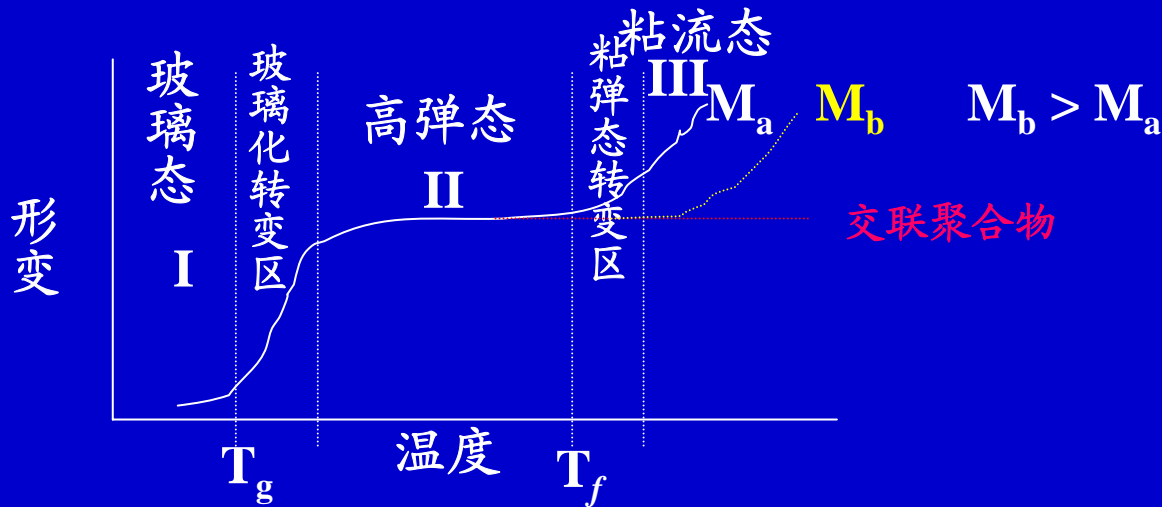 玻璃态
I
玻璃化转变区
高弹态
II
粘弹态转变区
粘流态
III
Ma
Mb
Mb > Ma
形变
交联聚合物
温度
Tg
Tf